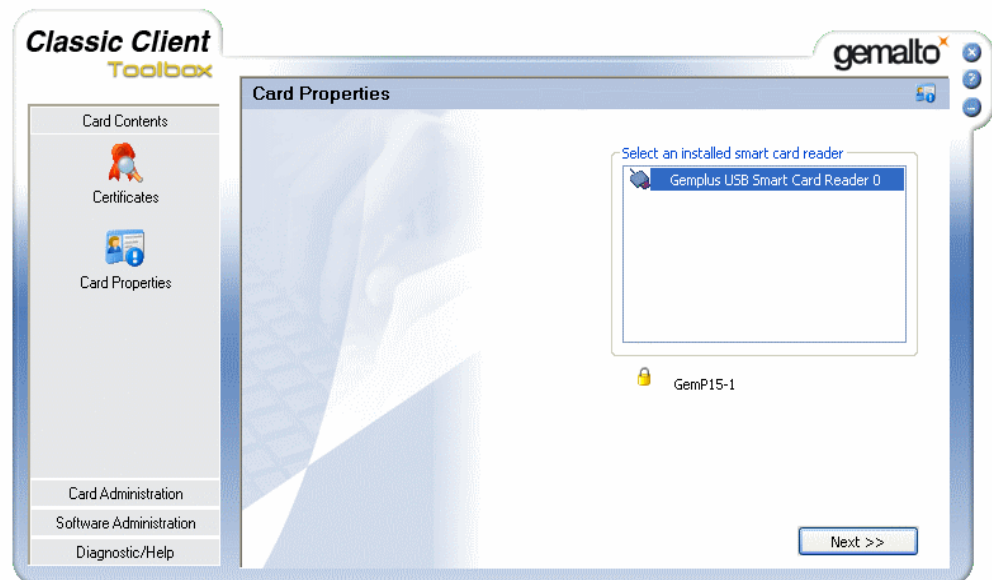 Classic Client
Toolbox
gemalto
Card Properties
Card Contents
Certificates
Card Properties
Card Administration
Software Administration
Diagnostic/Help
Select an installed smart card reader
Gemplus USB Smart Card Reader 0
GemP15-1
Next >>